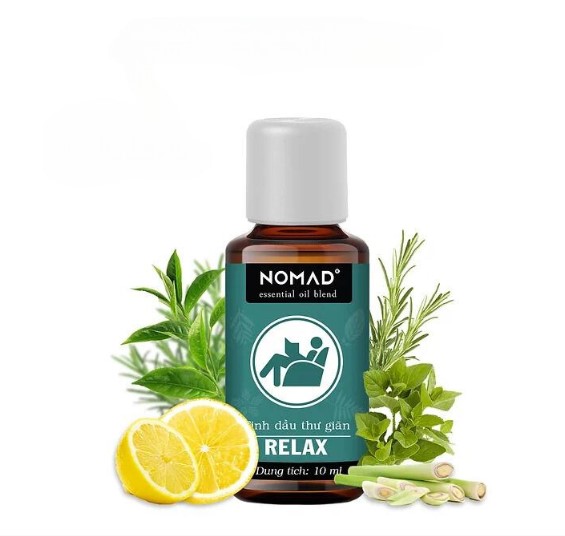 NOMAD
essential oil blend
inh dầu thư giãn
RELAX
Dung tích: 10 ml